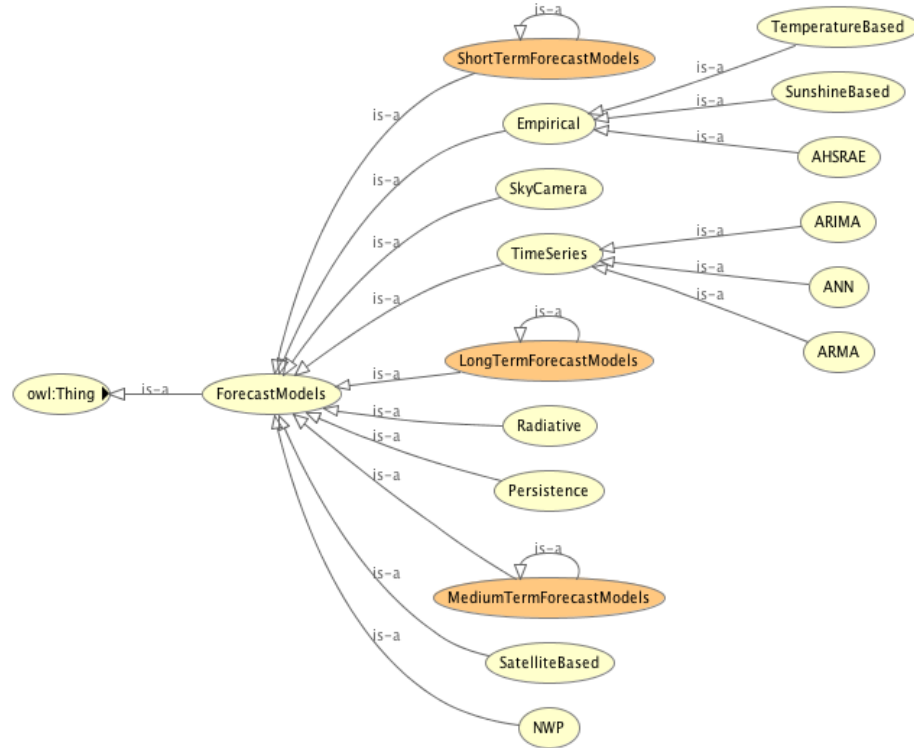 is-a
TemperatureBased
ShortTermForecastModels
is-a
SunshineBased
is-a
is-a
Empirical
is-a
AHSRAE
is-a
SkyCamera
ARIMA
is-a
is-a
TimeSeries
is-a
ANN
is-a
is-a
is-a
ARMA
LongTermForecastModels
is-a
owl:Thing
is-a
ForecastModels
is-a
Radiative
is-a
Persistence
is-a
is-a
MediumTermForecastModels
is-a
SatelliteBased
is-a
NWP